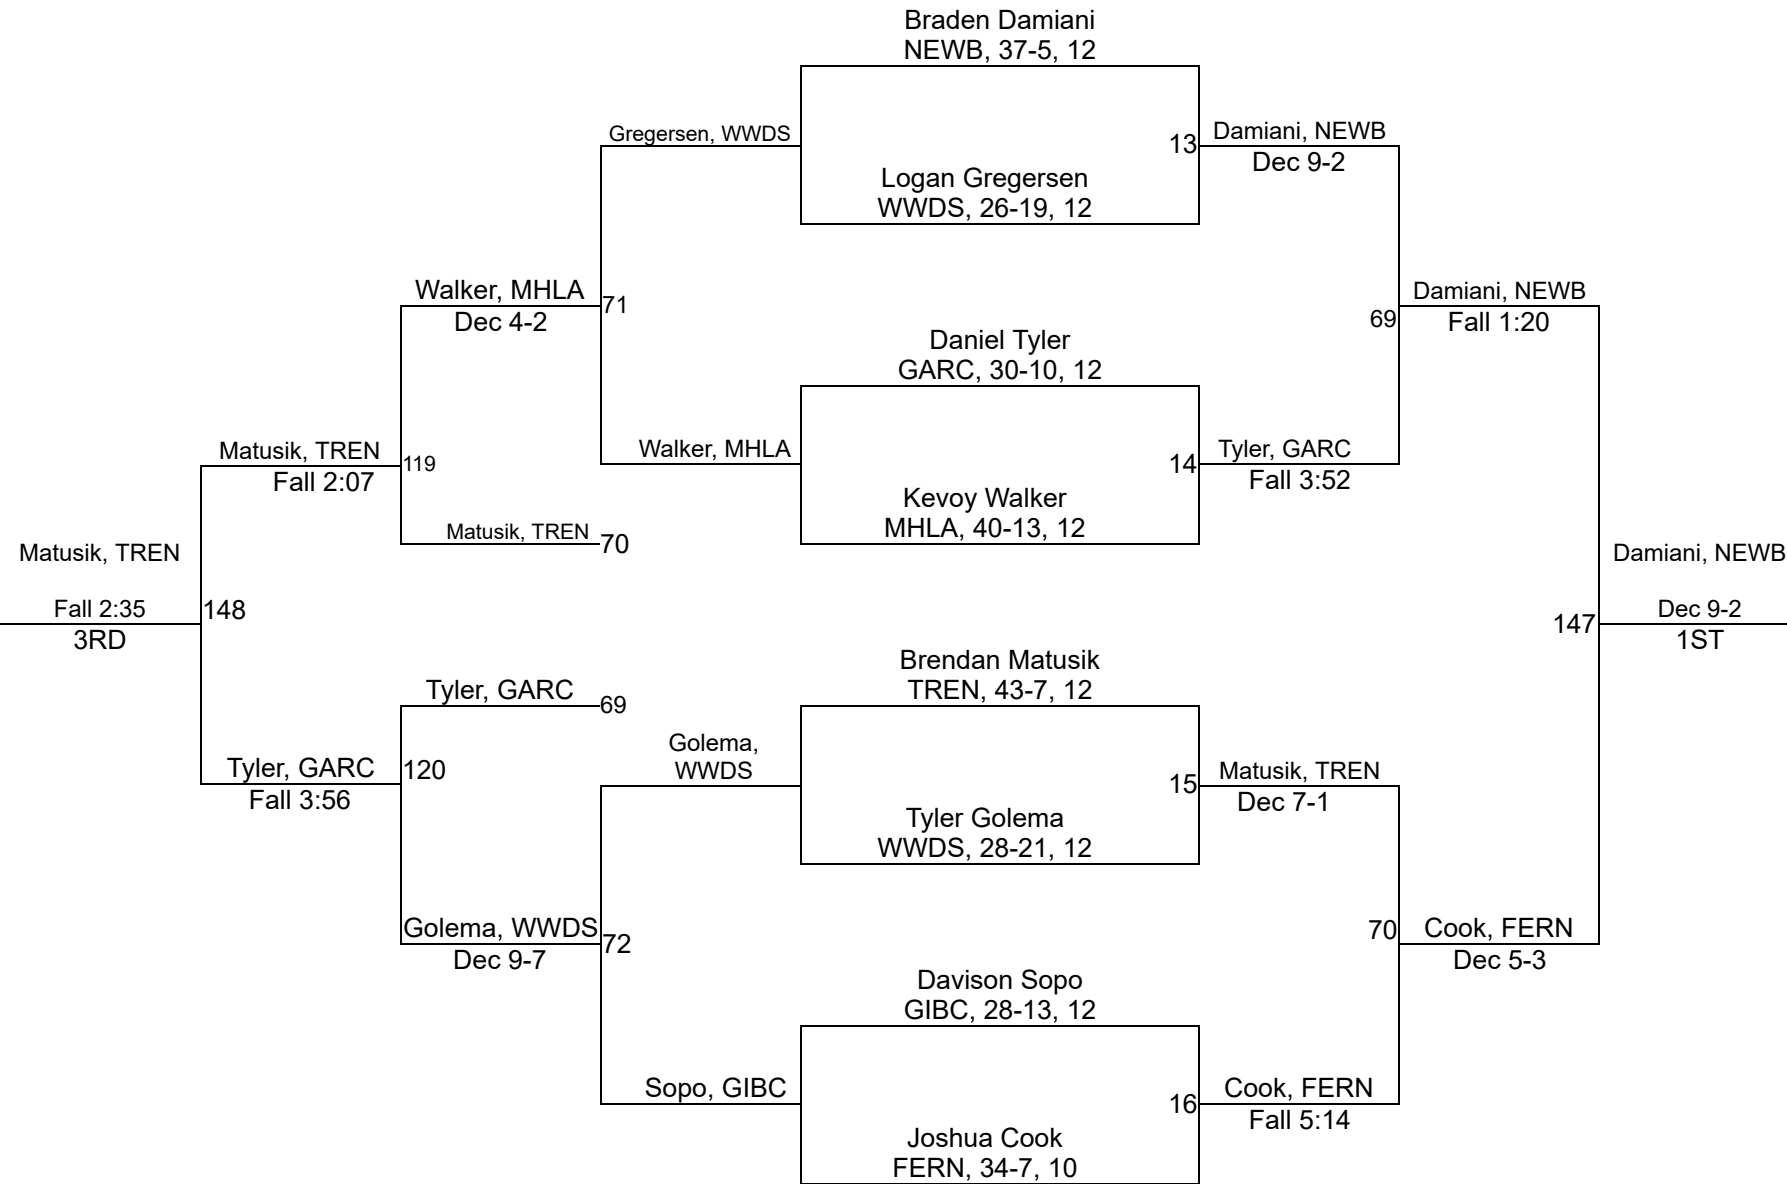 Braden Damiani
NEWB, 37-5, 12
Gregersen, WWDS
13
Damiani, NEWB
Dec 9-2
Logan Gregersen
WWDS, 26-19, 12
Walker, MHLA
Dec 4-2
71
Damiani, NEWB
Fall 1:20
69
Daniel Tyler
GARC, 30-10, 12
Matusik, TREN
Fall 2:07
119
Walker, MHLA
14
Tyler, GARC
Fall 3:52
Kevoy Walker
MHLA, 40-13, 12
Matusik, TREN
70
Matusik, TREN
Fall 2:35
3RD
148
Damiani, NEWB
147
Dec 9-2
1ST
Brendan Matusik
TREN, 43-7, 12
Tyler, GARC
69
Golema,
WWDS
Tyler, GARC
Fall 3:56
120
15
Matusik, TREN
Dec 7-1
Tyler Golema
WWDS, 28-21, 12
Golema, WWDS
Dec 9-7
72
70
Cook, FERN
Dec 5-3
Davison Sopo
GIBC, 28-13, 12
Sopo, GIBC
16
Cook, FERN
Fall 5:14
Joshua Cook
FERN, 34-7, 10